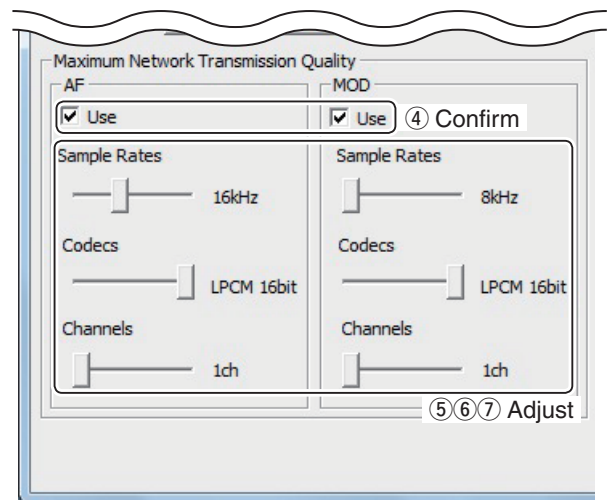 Maximum Network Transmission Quality
AF MOD
Use Use ④ Confirm
Sample Rates Sample Rates
16kHz 8kHz
Codecs Codecs
LPCM 16bit LPCM 16bit
Channels Channels
1ch 1ch
⑤⑥⑦ Adjust